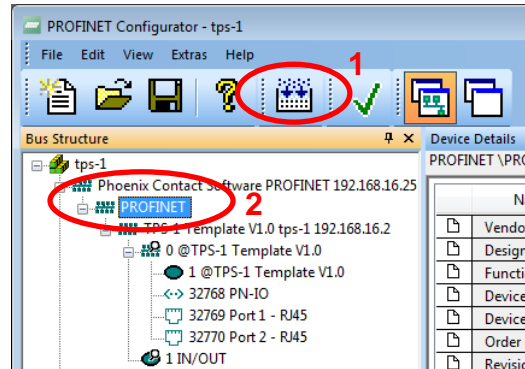 PROFINET Configurator - tps-1
File Edit View Extras Help
1
Bus Structure
Device Details
tps-1
PROFINET \PRO
Phoenix Contact Software PROFINET 192.168.16.25
PROFINET
2
TPS-1 Template V1.0 tps-1 192.168.16.2
0 @TPS-1 Template V1.0
1 @TPS-1 Template V1.0
32768 PN-IO
32769 Port 1 - RJ45
32770 Port 2 - RJ45
1 IN/OUT
N
Vendo
Design
Functi
Device
Device
Order
Revisio